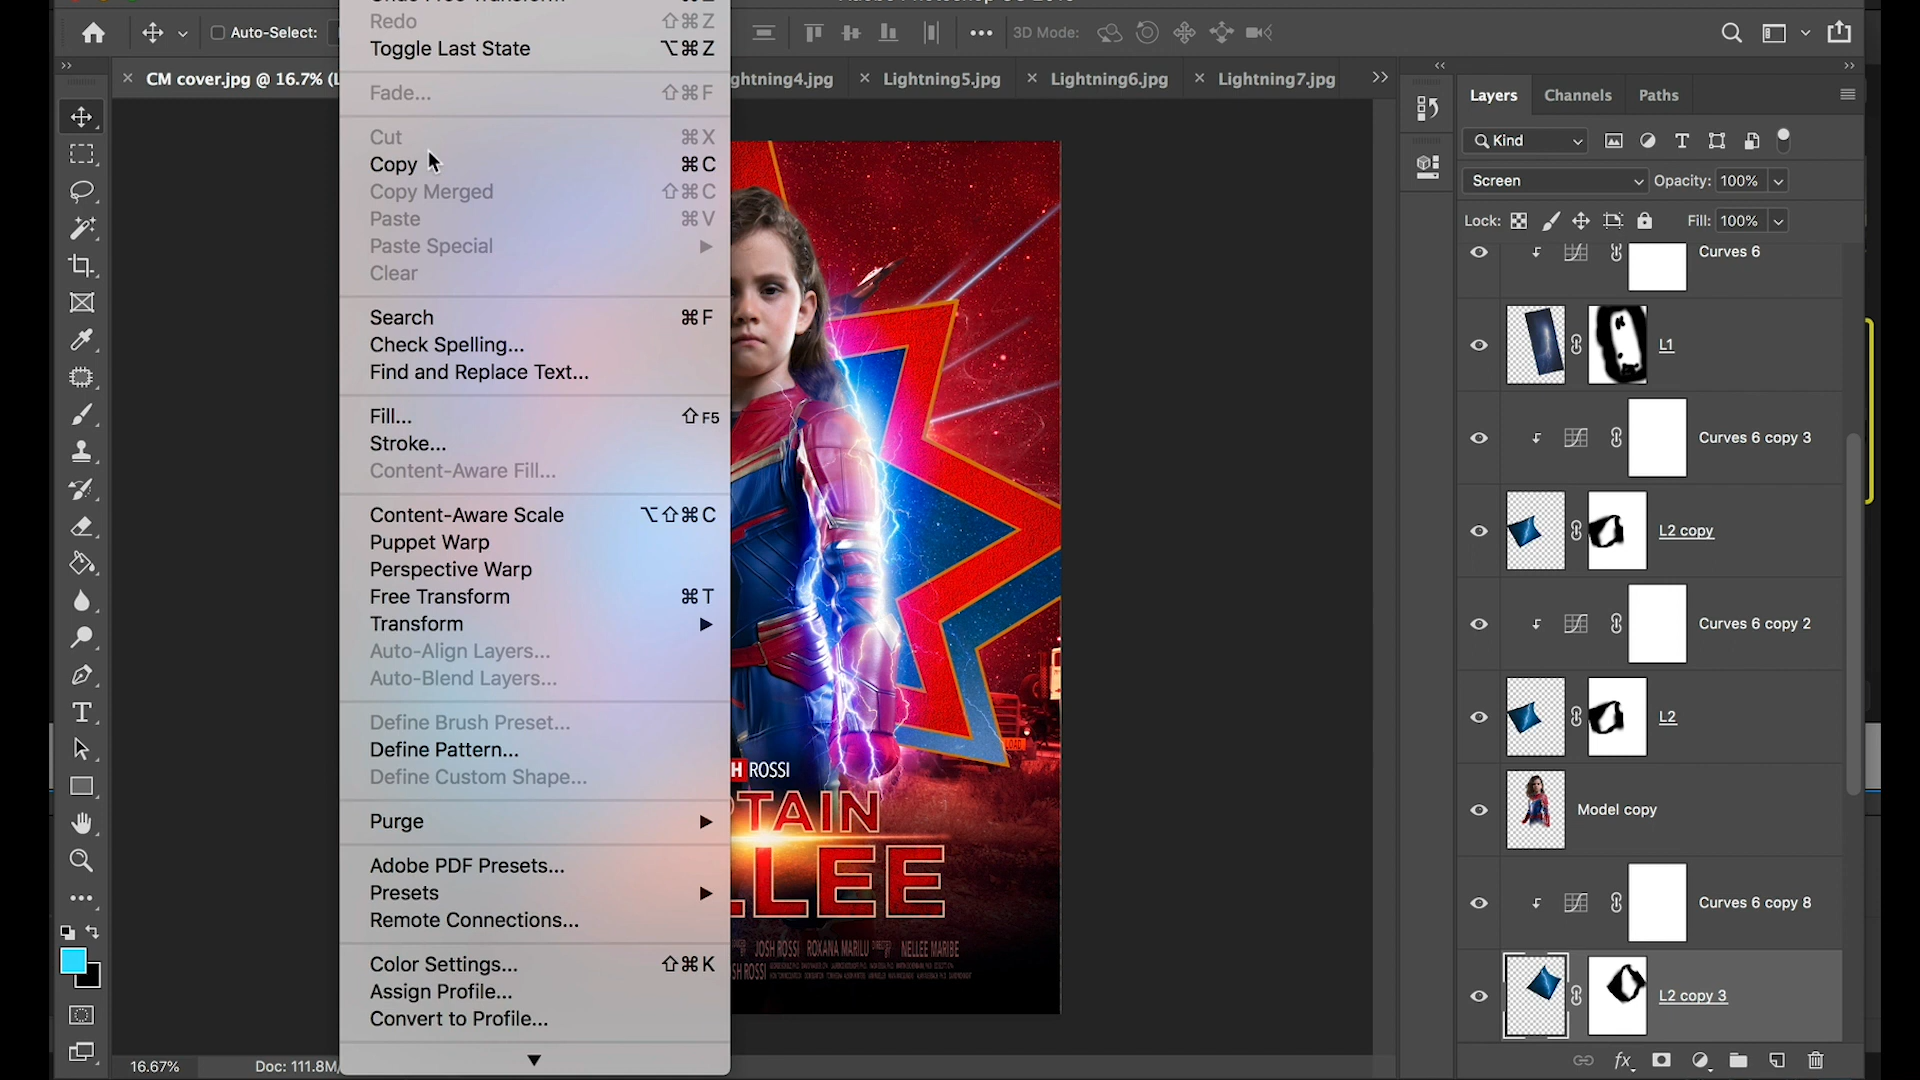 Redo ⇧⌘Z
Toggle Last State ⌥⌘Z
Fade... ⇧⌘F
Cut ⌘X
Copy ⌘C
Copy Merged ⇧⌘C
Paste ⌘V
Paste Special
Clear
Search ⌘F
Check Spelling...
Find and Replace Text...
Fill... ⇧F5
Stroke...
Content-Aware Fill...
Content-Aware Scale ⌥⇧⌘C
Puppet Warp
Perspective Warp
Free Transform ⌘T
Transform
Auto-Align Layers...
Auto-Blend Layers...
Define Brush Preset...
Define Pattern...
Define Custom Shape...
Purge
Adobe PDF Presets...
Presets
Remote Connections...
Color Settings... ⇧⌘K
Assign Profile...
Convert to Profile...
Auto-Select:
3D Mode:
CM cover.jpg @ 16.7% (L
ghtning4.jpg
Lightning5.jpg
Lightning6.jpg
Lightning7.jpg
H ROSSI
TAIN
LEE
JOSH ROSSI ROXANA MARILU NELLEE MARIBE
SH ROSSI
16.67%
Doc: 111.8M/
Layers
Channels
Paths
Kind
Screen
Opacity: 100%
Lock:
Fill: 100%
Curves 6
L1
Curves 6 copy 3
L2 copy
Curves 6 copy 2
L2
Model copy
Curves 6 copy 8
L2 copy 3
fx